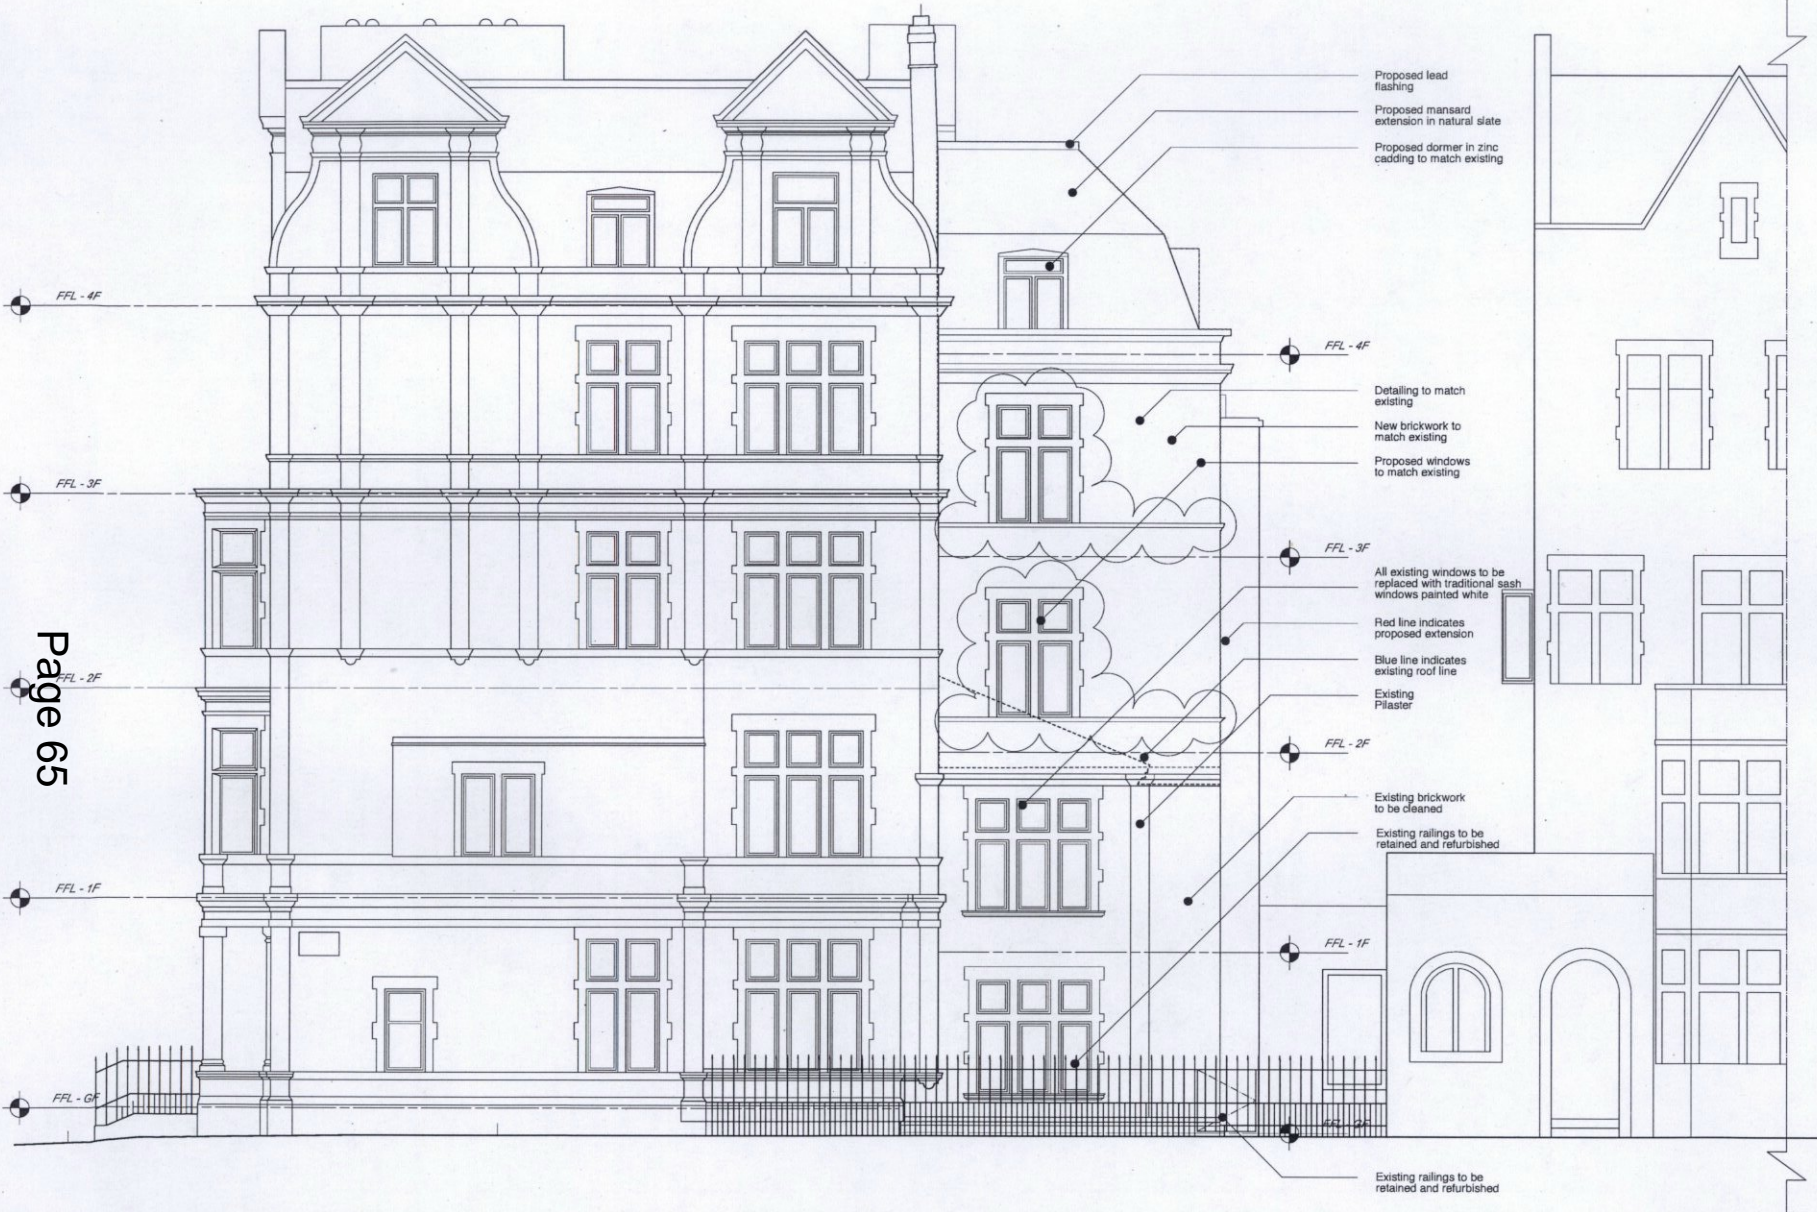 Proposed lead
flashing
Proposed mansard
extension in natural slate
Proposed dormer in zinc
cadding to match existing
FFL - 4F
FFL - 4F
Detailing to match
existing
New brickwork to
match existing
Proposed windows
to match existing
FFL - 3F
FFL - 3F
All existing windows to be
replaced with traditional sash
windows painted white
Red line indicates
proposed extension
Blue line indicates
existing roof line
Existing
Pilaster
FFL - 2F
FFL - 2F
Existing brickwork
to be cleaned
Existing railings to be
retained and refurbished
FFL - 1F
FFL - 1F
FFL - GF
FFL - 2F
Existing railings to be
retained and refurbished
Page 65